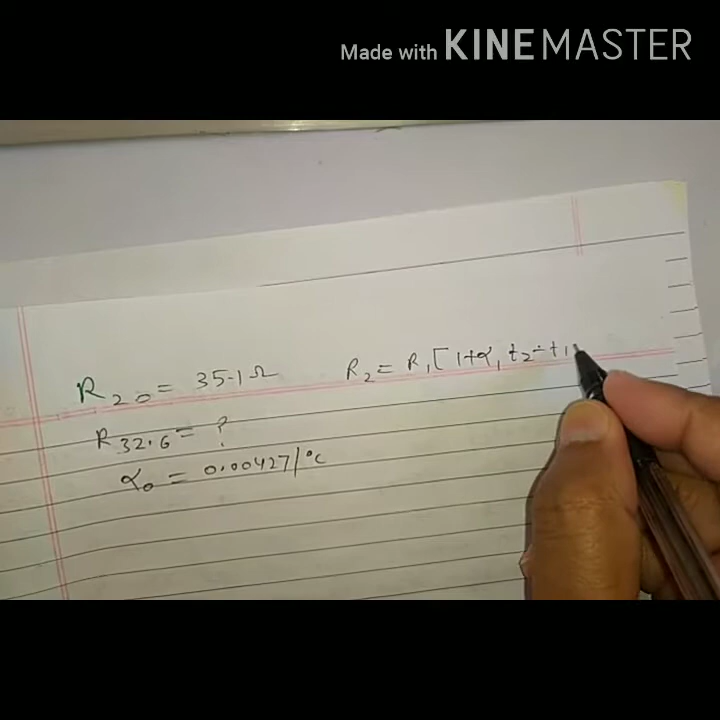 Made with KINEMASTER
R₂₀ = 35.1 Ω
R₂ = R₁ [ 1+α₁ t₂-t₁
R₃₂.₆ = ?
α₀ = 0.00427/°c